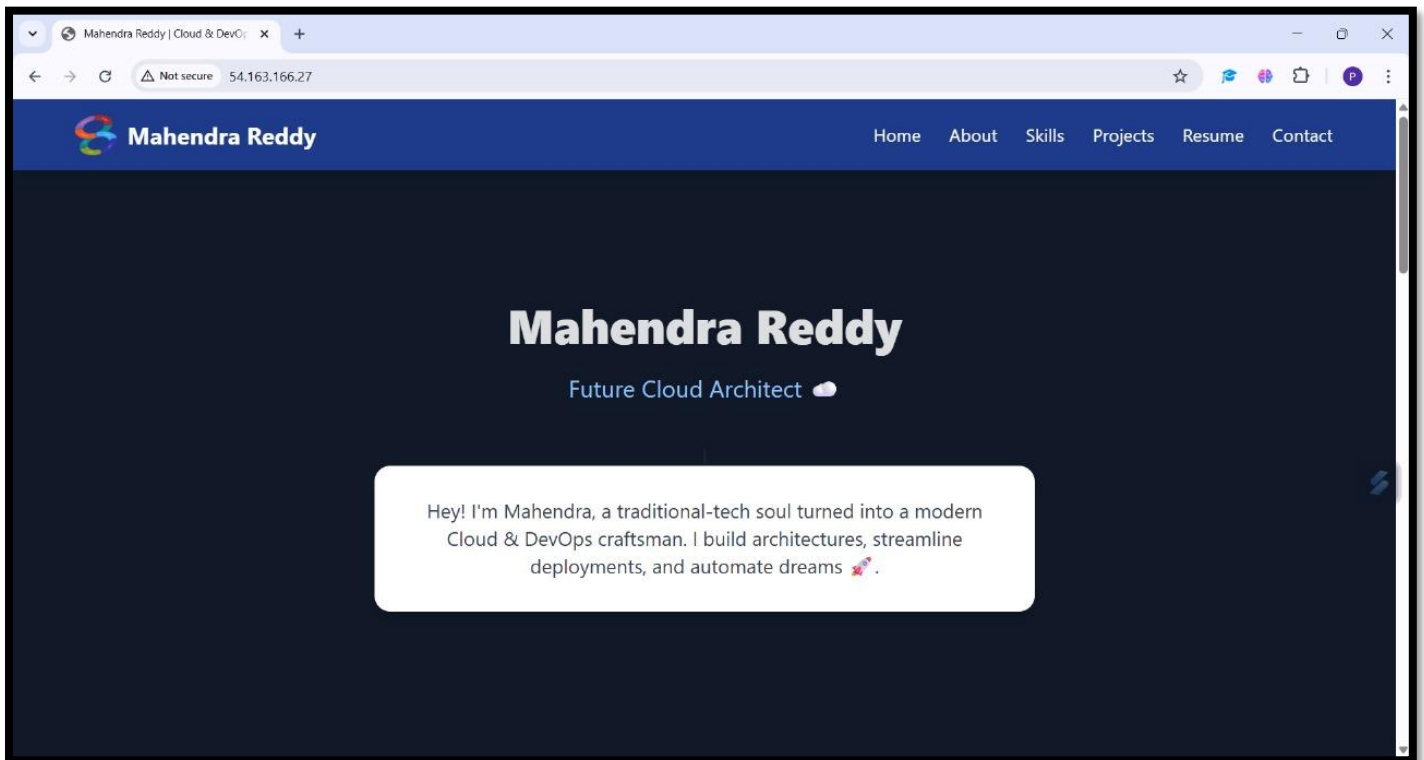 Mahendra Reddy | Cloud & DevO
Not secure 54.163.166.27
P
Mahendra Reddy
Home About Skills Projects Resume Contact
Mahendra Reddy
Future Cloud Architect ☁️
Hey! I'm Mahendra, a traditional-tech soul turned into a modern
Cloud & DevOps craftsman. I build architectures, streamline
deployments, and automate dreams 🚀.